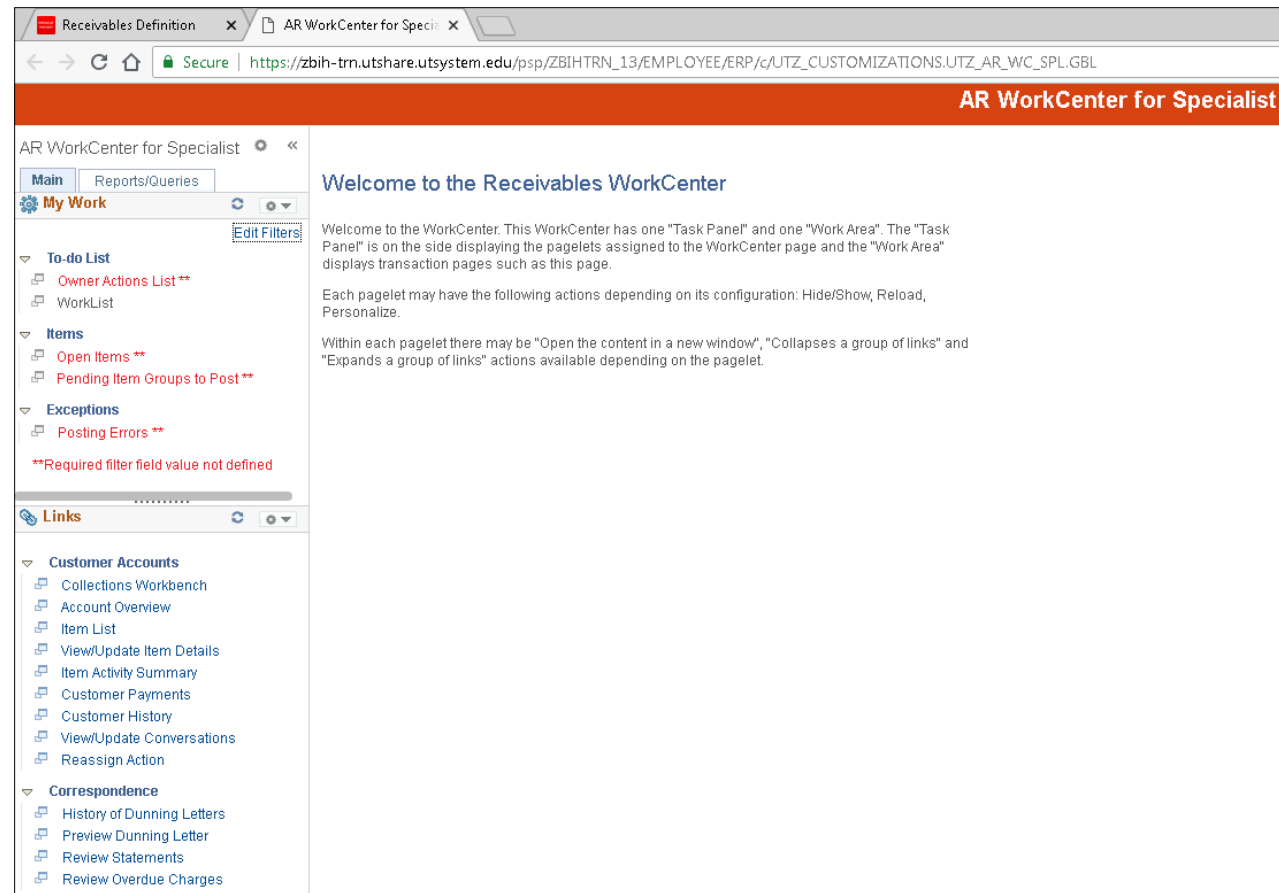 Receivables Definition
AR WorkCenter for Specia
Secure | https://zbih-trn.utshare.utsystem.edu/psp/ZBIHTRN_13/EMPLOYEE/ERP/c/UTZ_CUSTOMIZATIONS.UTZ_AR_WC_SPL.GBL
AR WorkCenter for Specialist
AR WorkCenter for Specialist
Main
Reports/Queries
My Work
Edit Filters
To-do List
Owner Actions List **
WorkList
Items
Open Items **
Pending Item Groups to Post **
Exceptions
Posting Errors **
**Required filter field value not defined
Links
Customer Accounts
Collections Workbench
Account Overview
Item List
View/Update Item Details
Item Activity Summary
Customer Payments
Customer History
View/Update Conversations
Reassign Action
Correspondence
History of Dunning Letters
Preview Dunning Letter
Review Statements
Review Overdue Charges
Welcome to the Receivables WorkCenter
Welcome to the WorkCenter. This WorkCenter has one "Task Panel" and one "Work Area". The "Task
Panel" is on the side displaying the pagelets assigned to the WorkCenter page and the "Work Area"
displays transaction pages such as this page.
Each pagelet may have the following actions depending on its configuration: Hide/Show, Reload,
Personalize.
Within each pagelet there may be "Open the content in a new window", "Collapses a group of links" and
"Expands a group of links" actions available depending on the pagelet.